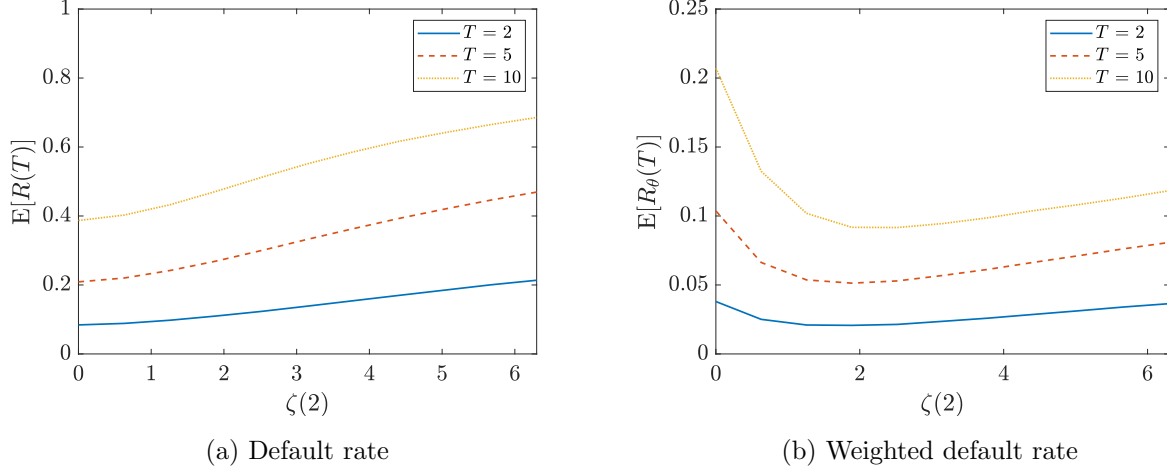 1
0.8
0.6
0.4
0.2
0
E[R(T)]
0 1 2 3 4 5 6
ζ(2)
T = 2
T = 5
T = 10
(a) Default rate
0.25
0.2
0.15
0.1
0.05
0
E[R_θ(T)]
0 2 4 6
ζ(2)
T = 2
T = 5
T = 10
(b) Weighted default rate